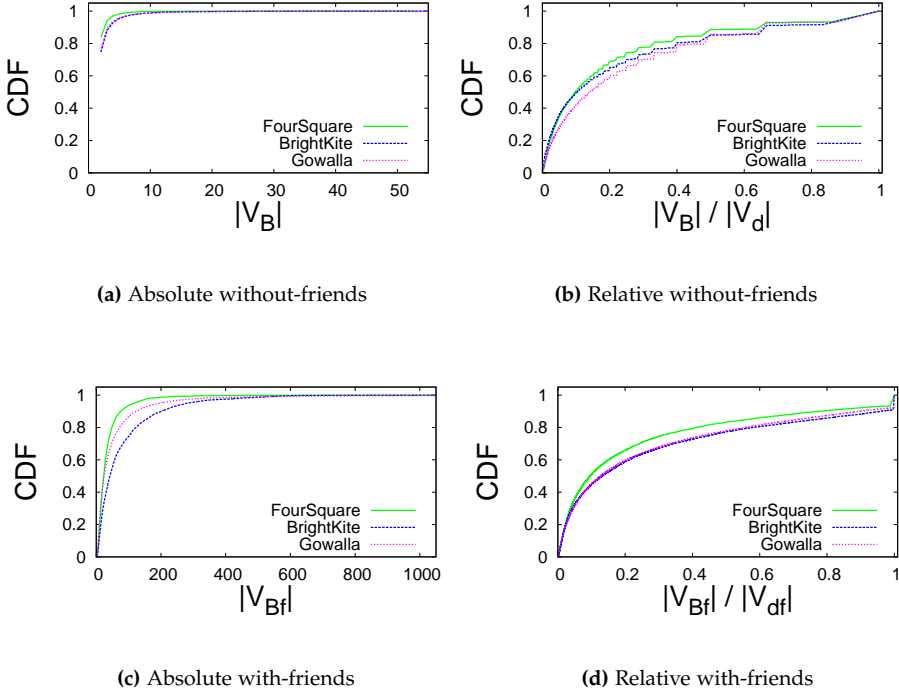 1
0.8
0.6
0.4
0.2
0
CDF
FourSquare
BrightKite
Gowalla
0 10 20 30 40 50
|V_B|
(a) Absolute without-friends
1
0.8
0.6
0.4
0.2
0
CDF
FourSquare
BrightKite
Gowalla
0 0.2 0.4 0.6 0.8 1
|V_B| / |V_d|
(b) Relative without-friends
1
0.8
0.6
0.4
0.2
0
CDF
FourSquare
BrightKite
Gowalla
0 200 400 600 800 1000
|V_Bf|
(c) Absolute with-friends
1
0.8
0.6
0.4
0.2
0
CDF
FourSquare
BrightKite
Gowalla
0 0.2 0.4 0.6 0.8 1
|V_Bf| / |V_df|
(d) Relative with-friends